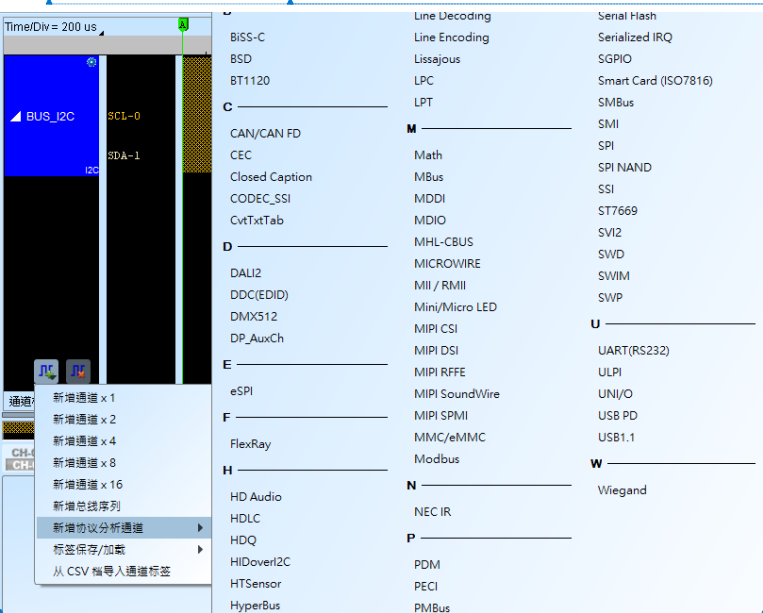 Time/Div = 200 us
A
BUS_I2C
I2C
SCL-0
SDA-1
新增通道 x 1
新增通道 x 2
新增通道 x 4
新增通道 x 8
新增通道 x 16
新增总线序列
新增协议分析通道
标签保存/加载
从 CSV 档导入通道标签
通道
BiSS-C
BSD
BT1120
C
CAN/CAN FD
CEC
Closed Caption
CODEC_SSI
CvtTxtTab
D
DALI2
DDC(EDID)
DMX512
DP_AuxCh
E
eSPI
F
FlexRay
H
HD Audio
HDLC
HDQ
HIDoverI2C
HTSensor
HyperBus
Line Decoding
Line Encoding
Lissajous
LPC
LPT
M
Math
MBus
MDDI
MDIO
MHL-CBUS
MICROWIRE
MII / RMII
Mini/Micro LED
MIPI CSI
MIPI DSI
MIPI RFFE
MIPI SoundWire
MIPI SPMI
MMC/eMMC
Modbus
N
NEC IR
P
PDM
PECI
PMBus
Serial Flash
Serialized IRQ
SGPIO
Smart Card (ISO7816)
SMBus
SMI
SPI
SPI NAND
SSI
ST7669
SVI2
SWD
SWIM
SWP
U
UART(RS232)
ULPI
UNI/O
USB PD
USB1.1
W
Wiegand